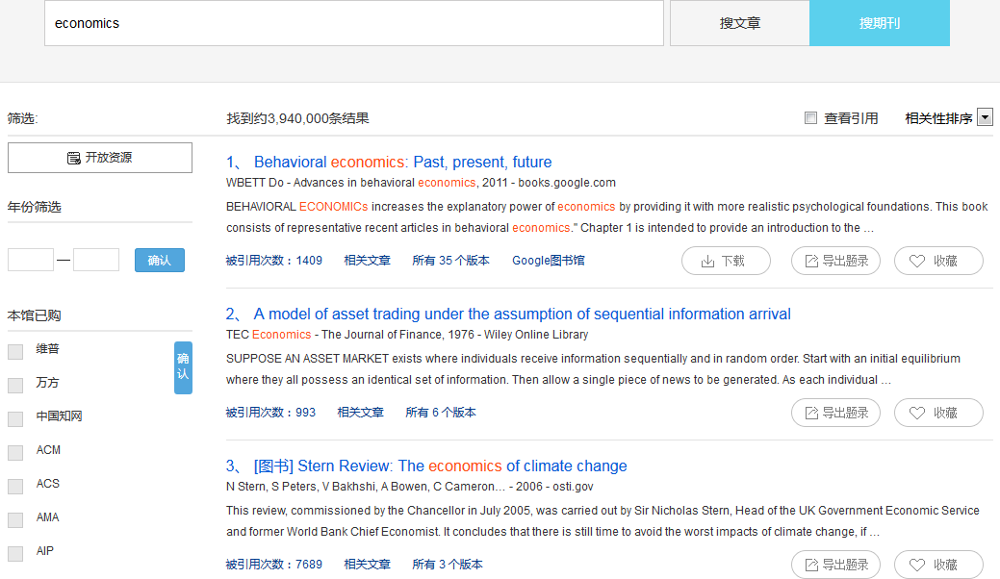 economics
搜文章
搜期刊
筛选:
找到约3,940,000条结果
查看引用
相关性排序
开放资源
年份筛选
—
确认
本馆已购
维普
万方
中国知网
ACM
ACS
AMA
AIP
确认
1、 Behavioral economics: Past, present, future
WBETT Do - Advances in behavioral economics, 2011 - books.google.com
BEHAVIORAL ECONOMICs increases the explanatory power of economics by providing it with more realistic psychological foundations. This book
consists of representative recent articles in behavioral economics." Chapter 1 is intended to provide an introduction to the ...
被引用次数：1409 相关文章 所有 35 个版本 Google图书馆
下载 导出题录 收藏
2、 A model of asset trading under the assumption of sequential information arrival
TEC Economics - The Journal of Finance, 1976 - Wiley Online Library
SUPPOSE AN ASSET MARKET exists where individuals receive information sequentially and in random order. Start with an initial equilibrium
where they all possess an identical set of information. Then allow a single piece of news to be generated. As each individual ...
被引用次数：993 相关文章 所有 6 个版本
导出题录 收藏
3、 [图书] Stern Review: The economics of climate change
N Stern, S Peters, V Bakhshi, A Bowen, C Cameron… - 2006 - osti.gov
This review, commissioned by the Chancellor in July 2005, was carried out by Sir Nicholas Stern, Head of the UK Government Economic Service
and former World Bank Chief Economist. It concludes that there is still time to avoid the worst impacts of climate change, if ...
被引用次数：7689 相关文章 所有 3 个版本
导出题录 收藏